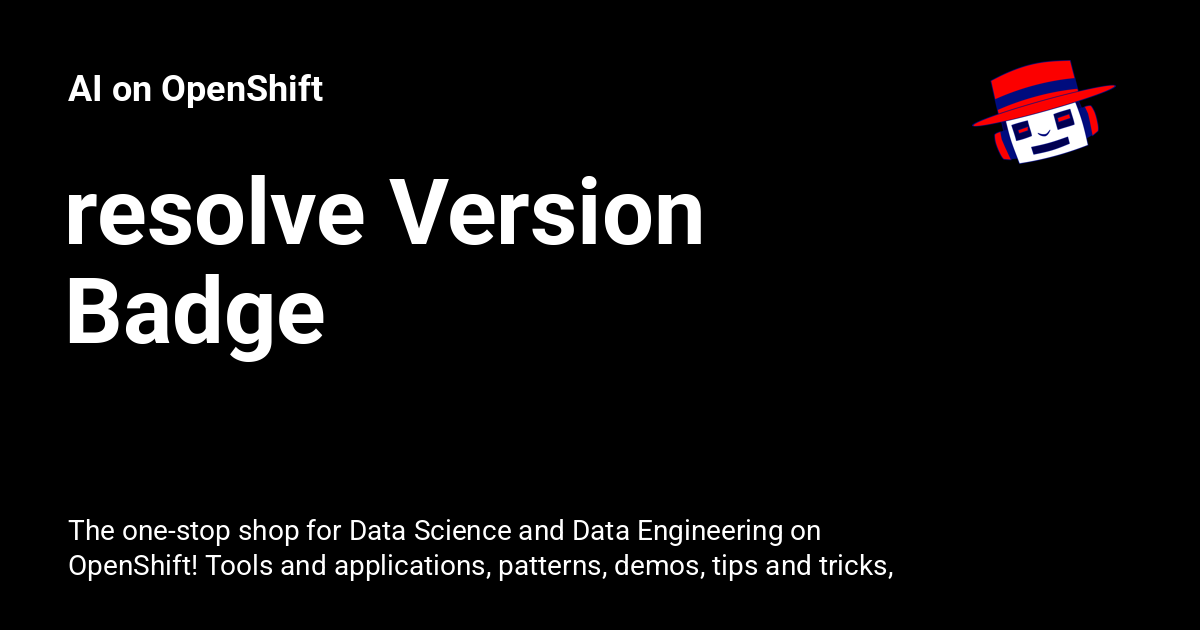 AI on OpenShift
resolve Version
Badge
The one-stop shop for Data Science and Data Engineering on
OpenShift! Tools and applications, patterns, demos, tips and tricks,